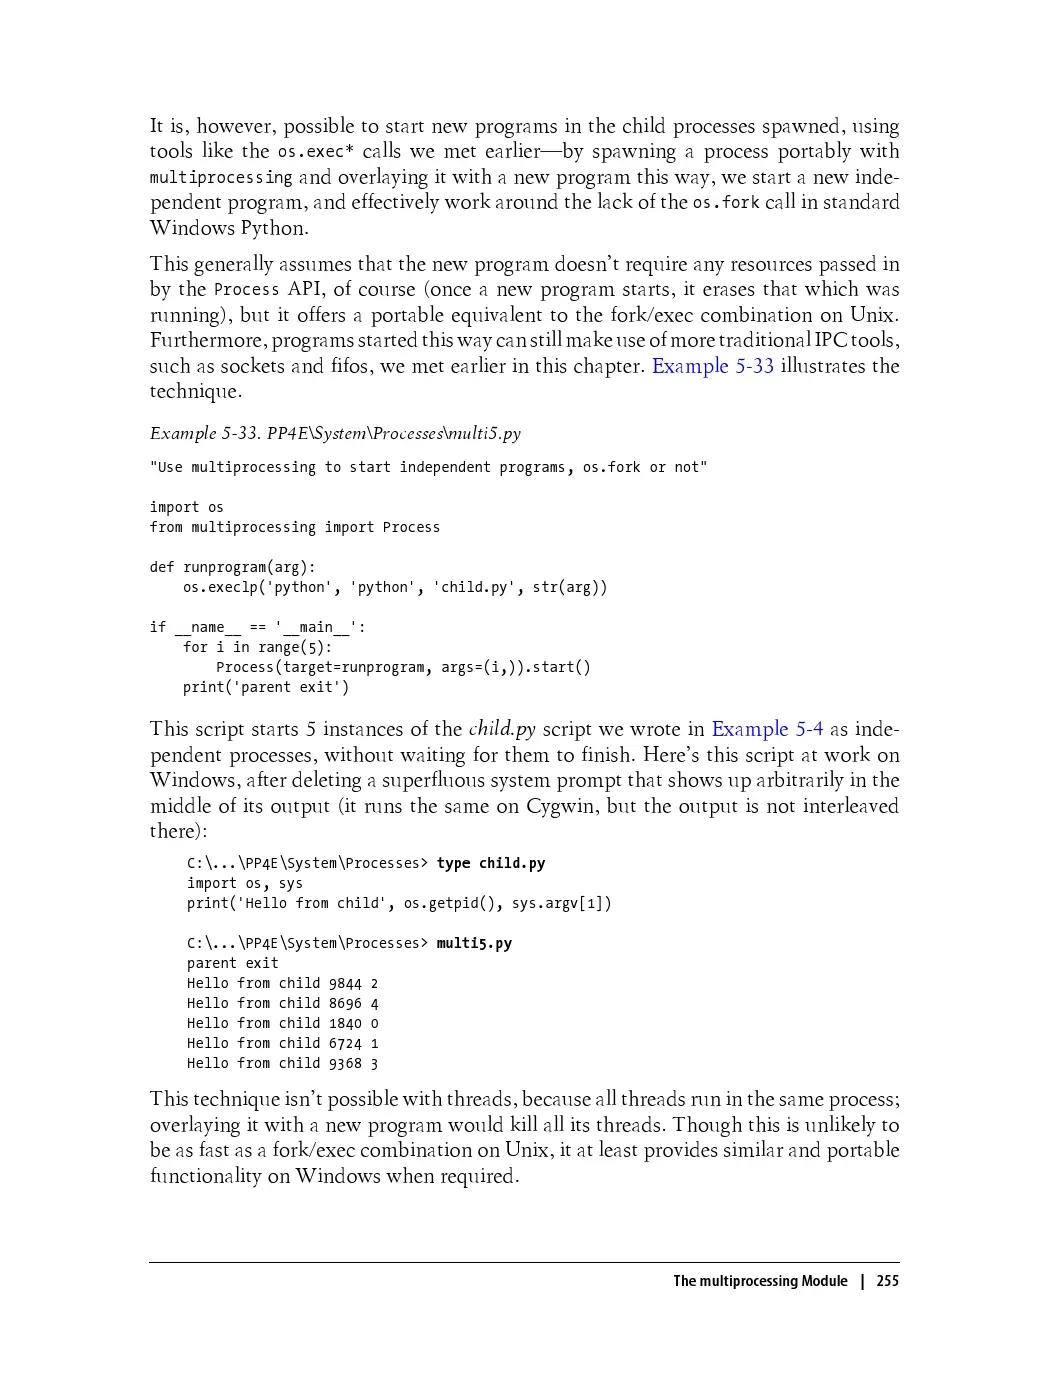 It is, however, possible to start new programs in the child processes spawned, using
tools like the os.exec* calls we met earlier—by spawning a process portably with
multiprocessing and overlaying it with a new program this way, we start a new inde-
pendent program, and effectively work around the lack of the os.fork call in standard
Windows Python.
This generally assumes that the new program doesn’t require any resources passed in
by the Process API, of course (once a new program starts, it erases that which was
running), but it offers a portable equivalent to the fork/exec combination on Unix.
Furthermore, programs started this way can still make use of more traditional IPC tools,
such as sockets and fifos, we met earlier in this chapter. Example 5-33 illustrates the
technique.
Example 5-33. PP4E\System\Processes\multi5.py
"Use multiprocessing to start independent programs, os.fork or not"
import os
from multiprocessing import Process
def runprogram(arg):
    os.execlp('python', 'python', 'child.py', str(arg))
if __name__ == '__main__':
    for i in range(5):
        Process(target=runprogram, args=(i,)).start()
    print('parent exit')
This script starts 5 instances of the child.py script we wrote in Example 5-4 as inde-
pendent processes, without waiting for them to finish. Here’s this script at work on
Windows, after deleting a superfluous system prompt that shows up arbitrarily in the
middle of its output (it runs the same on Cygwin, but the output is not interleaved
there):
C:\...\PP4E\System\Processes> type child.py
import os, sys
print('Hello from child', os.getpid(), sys.argv[1])
C:\...\PP4E\System\Processes> multi5.py
parent exit
Hello from child 9844 2
Hello from child 8696 4
Hello from child 1840 0
Hello from child 6724 1
Hello from child 9368 3
This technique isn’t possible with threads, because all threads run in the same process;
overlaying it with a new program would kill all its threads. Though this is unlikely to
be as fast as a fork/exec combination on Unix, it at least provides similar and portable
functionality on Windows when required.
The multiprocessing Module | 255